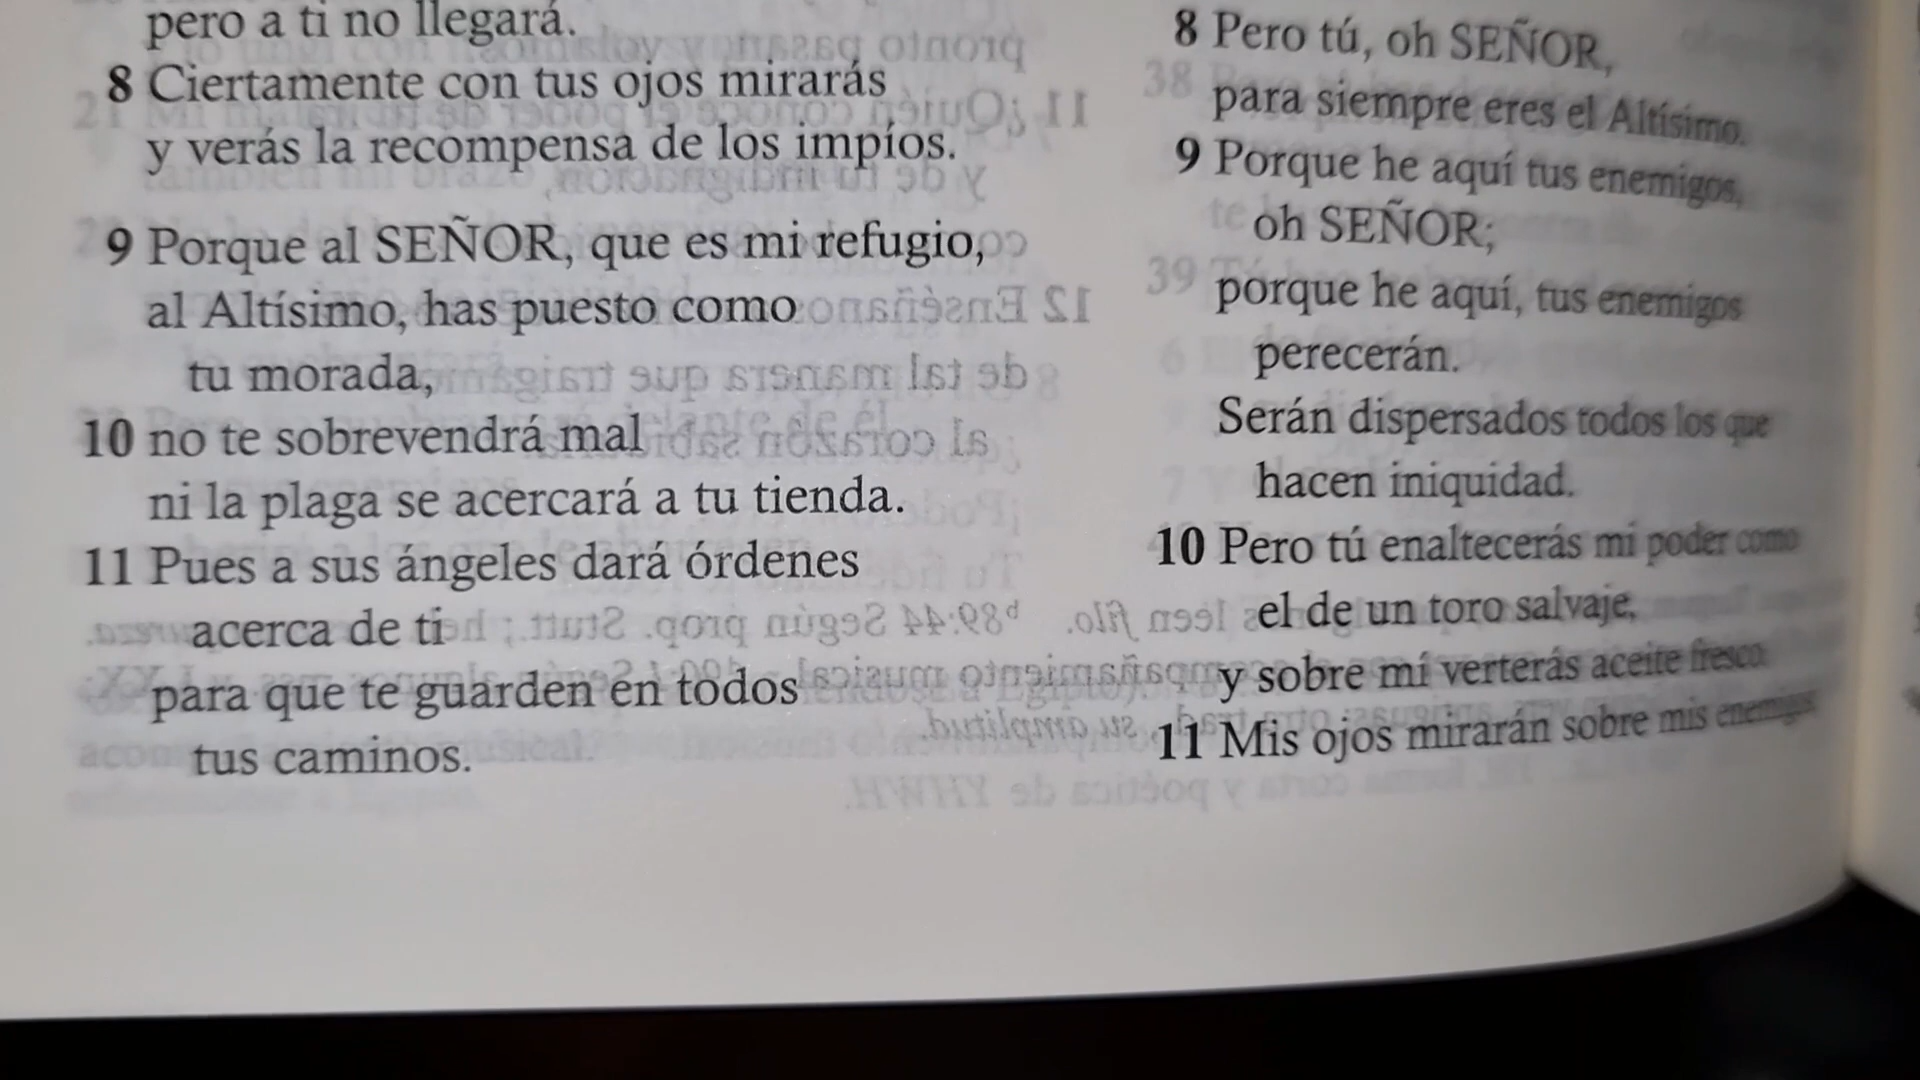 pero a ti no llegará.
8 Ciertamente con tus ojos mirarás
y verás la recompensa de los impíos.
9 Porque al SEÑOR, que es mi refugio,
al Altísimo, has puesto como
tu morada,
10 no te sobrevendrá mal
ni la plaga se acercará a tu tienda.
11 Pues a sus ángeles dará órdenes
acerca de ti
para que te guarden en todos
tus caminos.
8 Pero tú, oh SEÑOR,
para siempre eres el Altísimo.
9 Porque he aquí tus enemigos,
oh SEÑOR;
porque he aquí, tus enemigos
perecerán.
Serán dispersados todos los que
hacen iniquidad.
10 Pero tú enaltecerás mi poder como
el de un toro salvaje,
y sobre mí verterás aceite fresco.
11 Mis ojos mirarán sobre mis enemigos